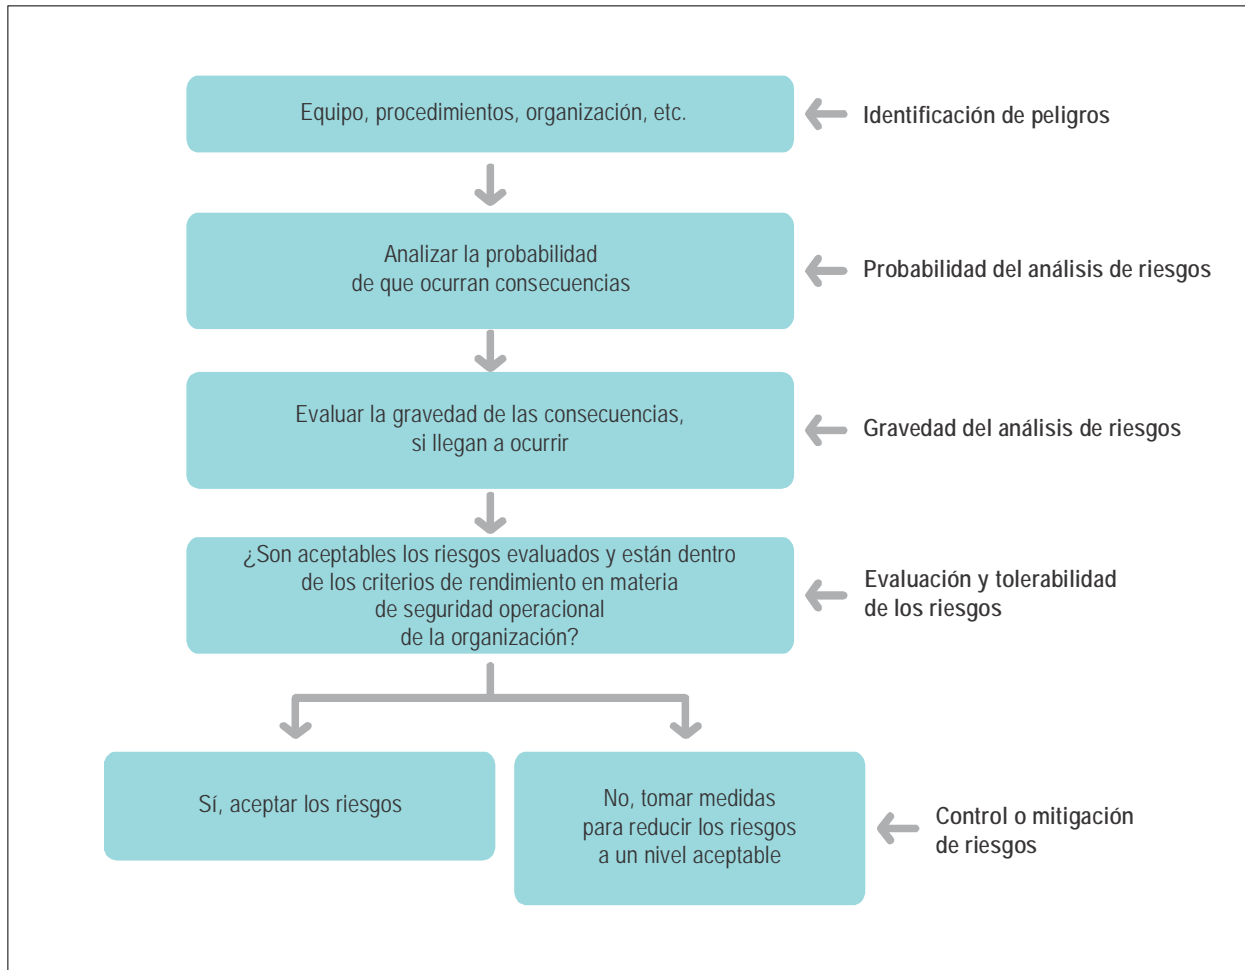 Equipo, procedimientos, organización, etc.
Identificación de peligros
Analizar la probabilidad
de que ocurran consecuencias
Probabilidad del análisis de riesgos
Evaluar la gravedad de las consecuencias,
si llegan a ocurrir
Gravedad del análisis de riesgos
¿Son aceptables los riesgos evaluados y están dentro
de los criterios de rendimiento en materia
de seguridad operacional
de la organización?
Evaluación y tolerabilidad
de los riesgos
Sí, aceptar los riesgos
No, tomar medidas
para reducir los riesgos
a un nivel aceptable
Control o mitigación
de riesgos